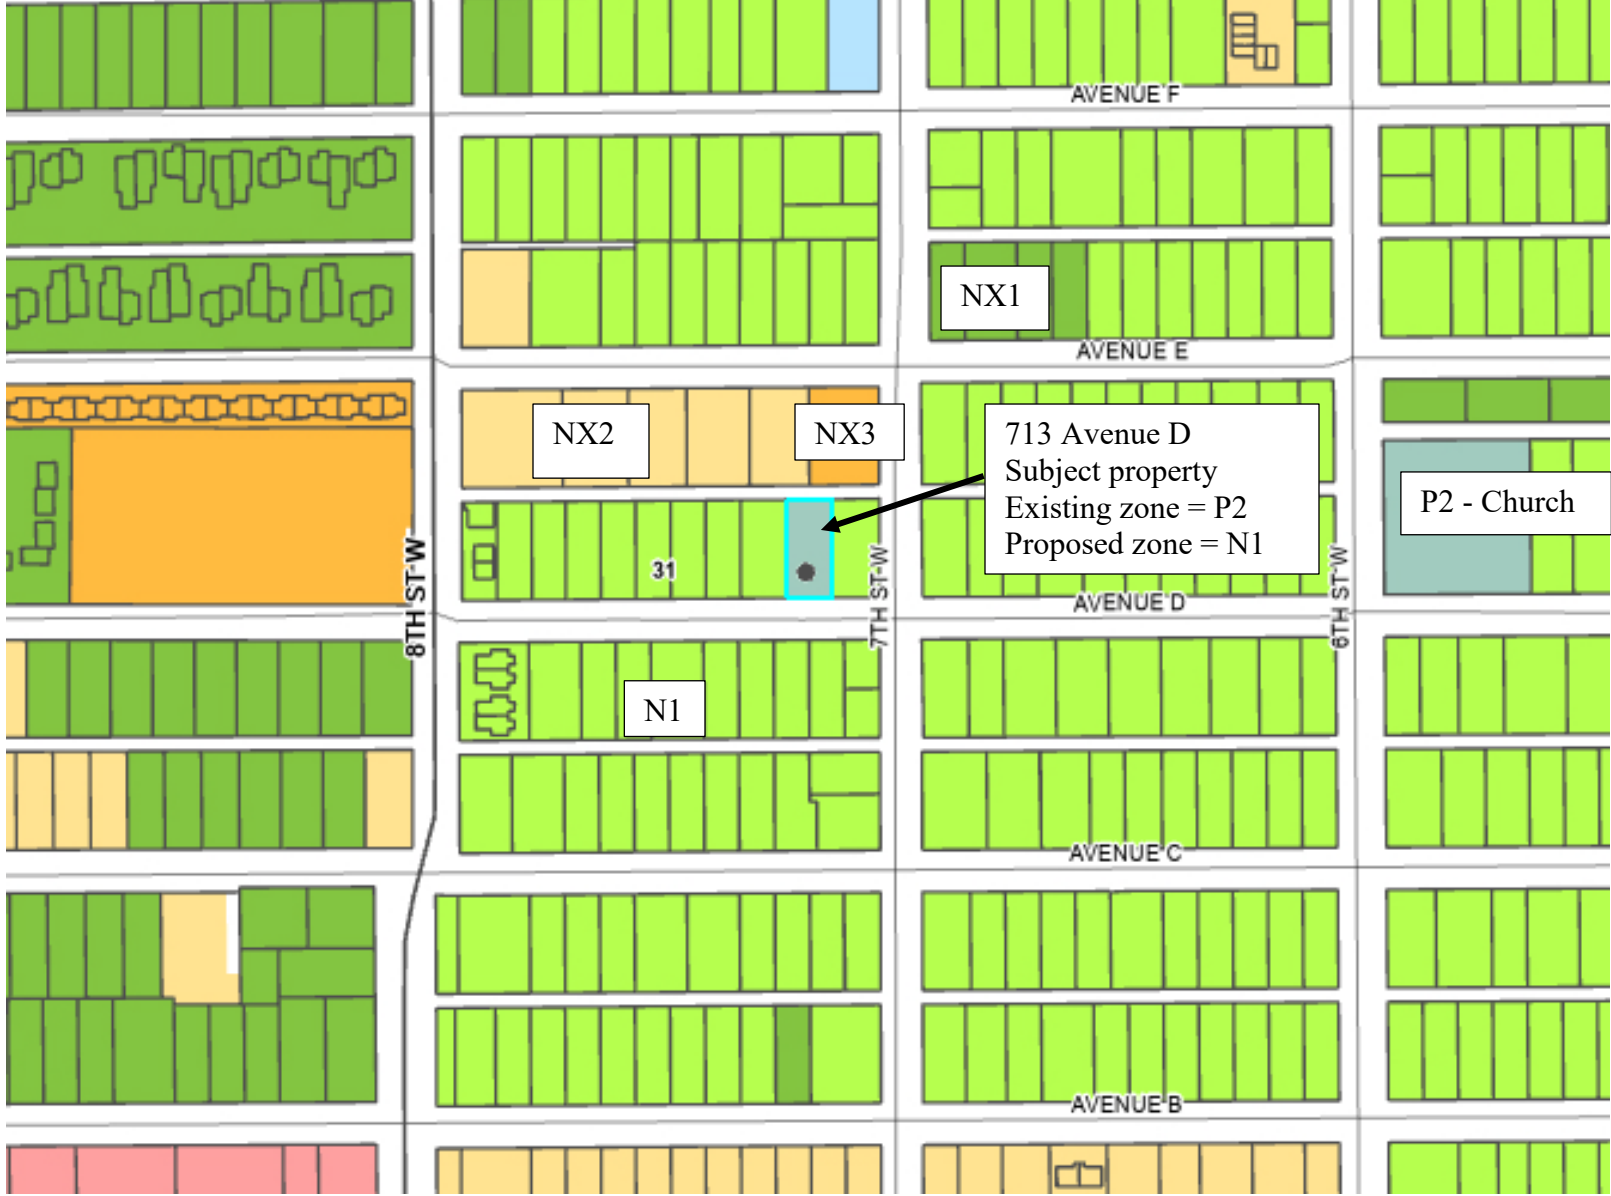 AVENUE F
NX1
AVENUE E
NX2
NX3
713 Avenue D
Subject property
Existing zone = P2
Proposed zone = N1
P2 - Church
31
8TH ST W
7TH ST W
6TH ST W
AVENUE D
N1
AVENUE C
AVENUE B